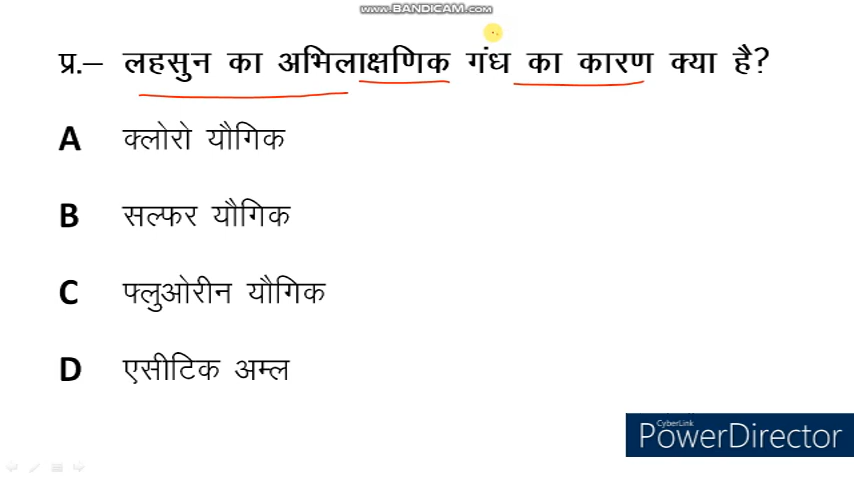 WWW.BANDICAM.COM
प्र.– लहसुन का अभिलाक्षणिक गंध का कारण क्या है?
A क्लोरो यौगिक
B सल्फर यौगिक
C फ्लुओरीन यौगिक
D एसीटिक अम्ल
CyberLink
PowerDirector